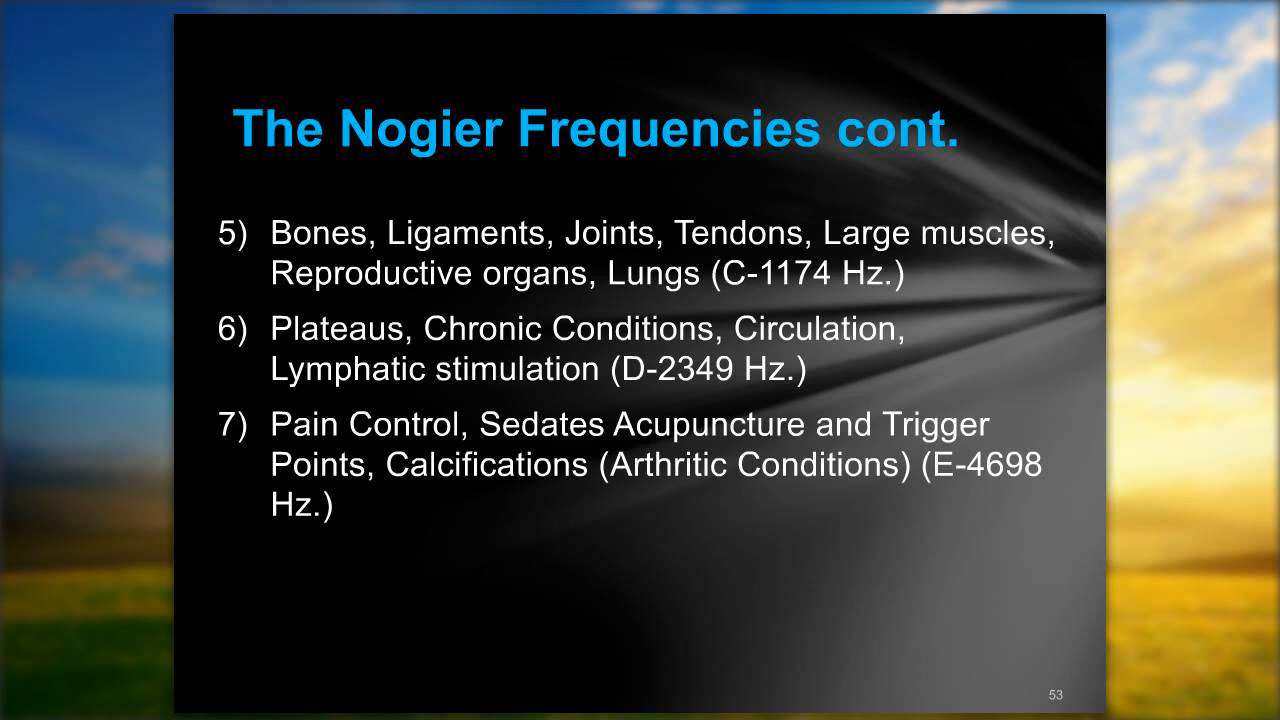 The Nogier Frequencies cont.
5) Bones, Ligaments, Joints, Tendons, Large muscles,
Reproductive organs, Lungs (C-1174 Hz.)
6) Plateaus, Chronic Conditions, Circulation,
Lymphatic stimulation (D-2349 Hz.)
7) Pain Control, Sedates Acupuncture and Trigger
Points, Calcifications (Arthritic Conditions) (E-4698
Hz.)
53